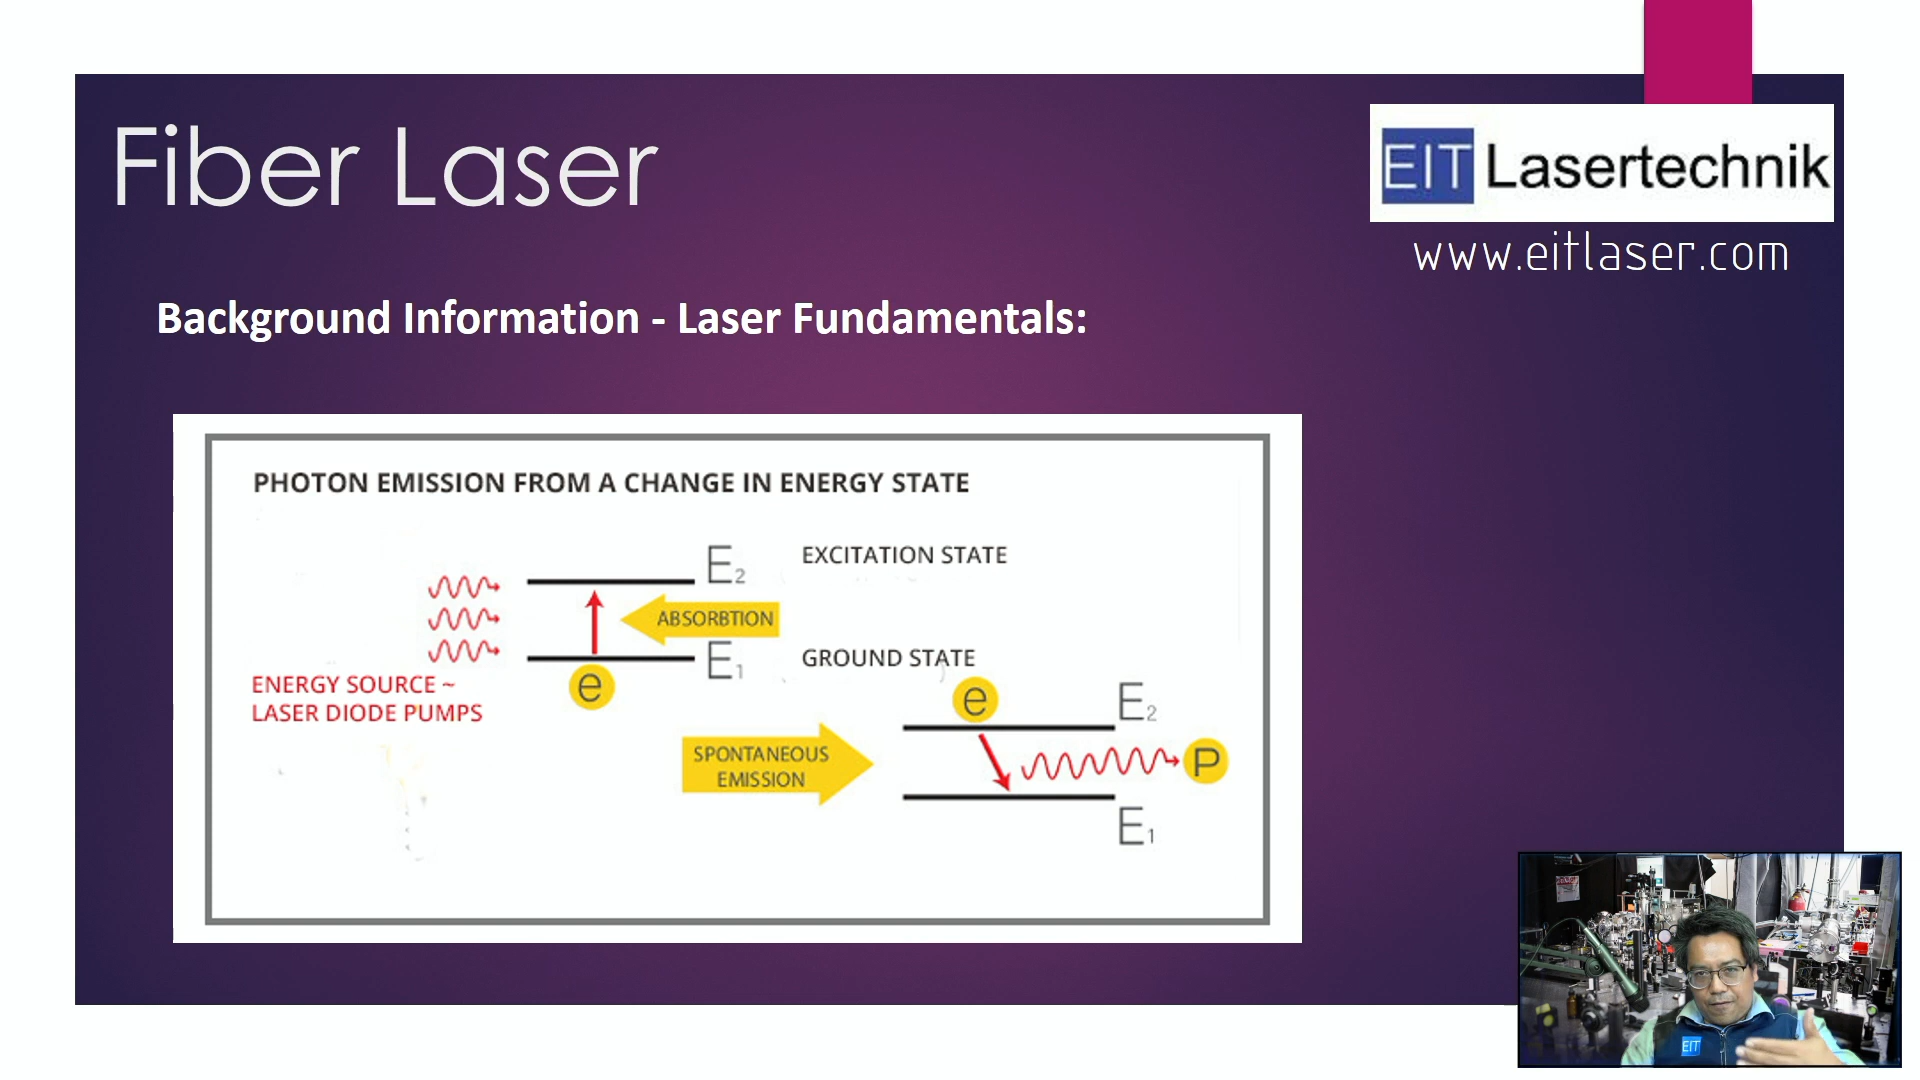 Fiber Laser
EIT Lasertechnik
www.eitlaser.com
Background Information - Laser Fundamentals:
PHOTON EMISSION FROM A CHANGE IN ENERGY STATE
E2
EXCITATION STATE
ABSORBTION
E1
GROUND STATE
e
ENERGY SOURCE ~
LASER DIODE PUMPS
e
E2
SPONTANEOUS
EMISSION
P
E1
EIT